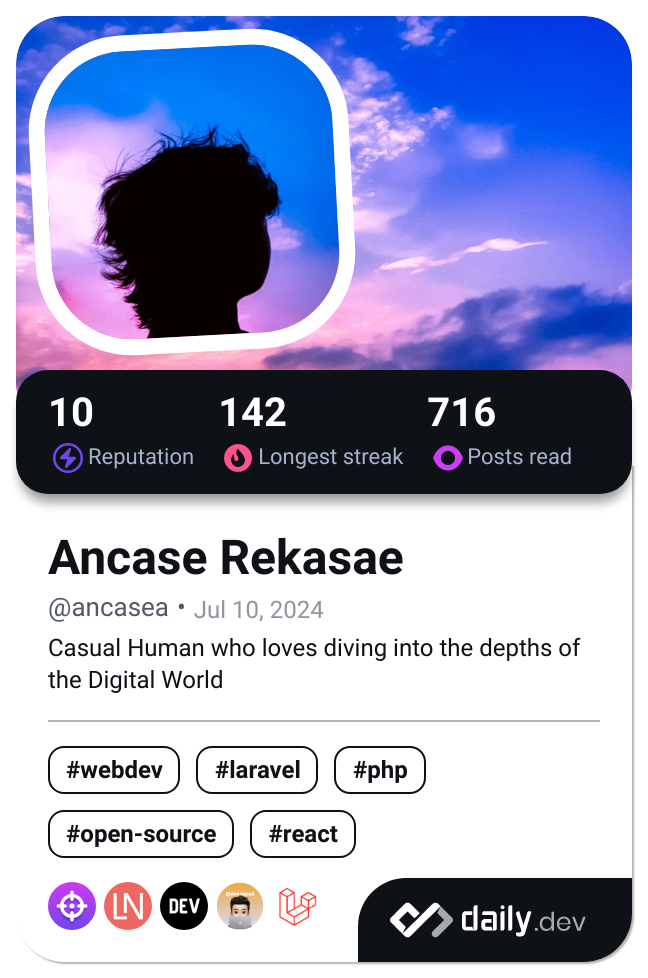 10 142 716
Reputation Longest streak Posts read
Ancase Rekasae
@ancasea • Jul 10, 2024
Casual Human who loves diving into the depths of
the Digital World
#webdev #laravel #php
#open-source #react
LN DEV
daily.dev